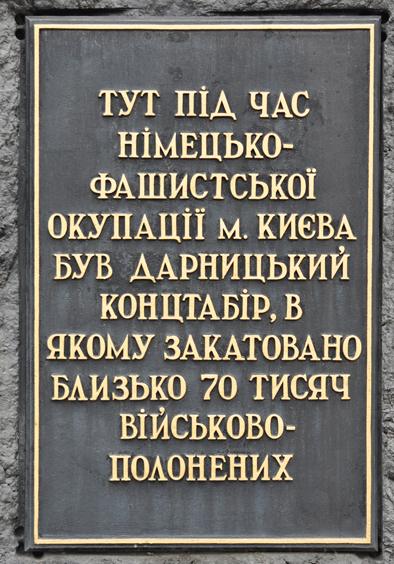 ТУТ ПІД ЧАС
НІМЕЦЬКО-
ФАШИСТСЬКОЇ
ОКУПАЦІЇ м. КИЄВА
БУВ ДАРНИЦЬКИЙ
КОНЦТАБІР, В
ЯКОМУ ЗАКАТОВАНО
БЛИЗЬКО 70 ТИСЯЧ
ВІЙСЬКОВО-
ПОЛОНЕНИХ